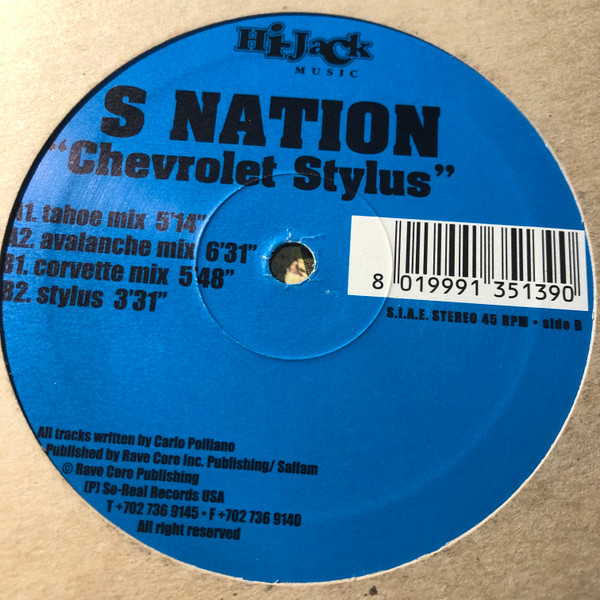 Hi-Jack
MUSIC
S NATION
"Chevrolet Stylus"
A1. tahoe mix 5'14"
A2. avalanche mix 6'31"
B1. corvette mix 5'48"
B2. stylus 3'31"
8 019991 351390
S.I.A.E. STEREO 45 RPM • side B
All tracks written by Carlo Polliano
Published by Rave Core Inc. Publishing/ Saifam
© Rave Core Publishing
(P) So-Real Records USA
T +702 736 9145 • F +702 736 9140
All right reserved